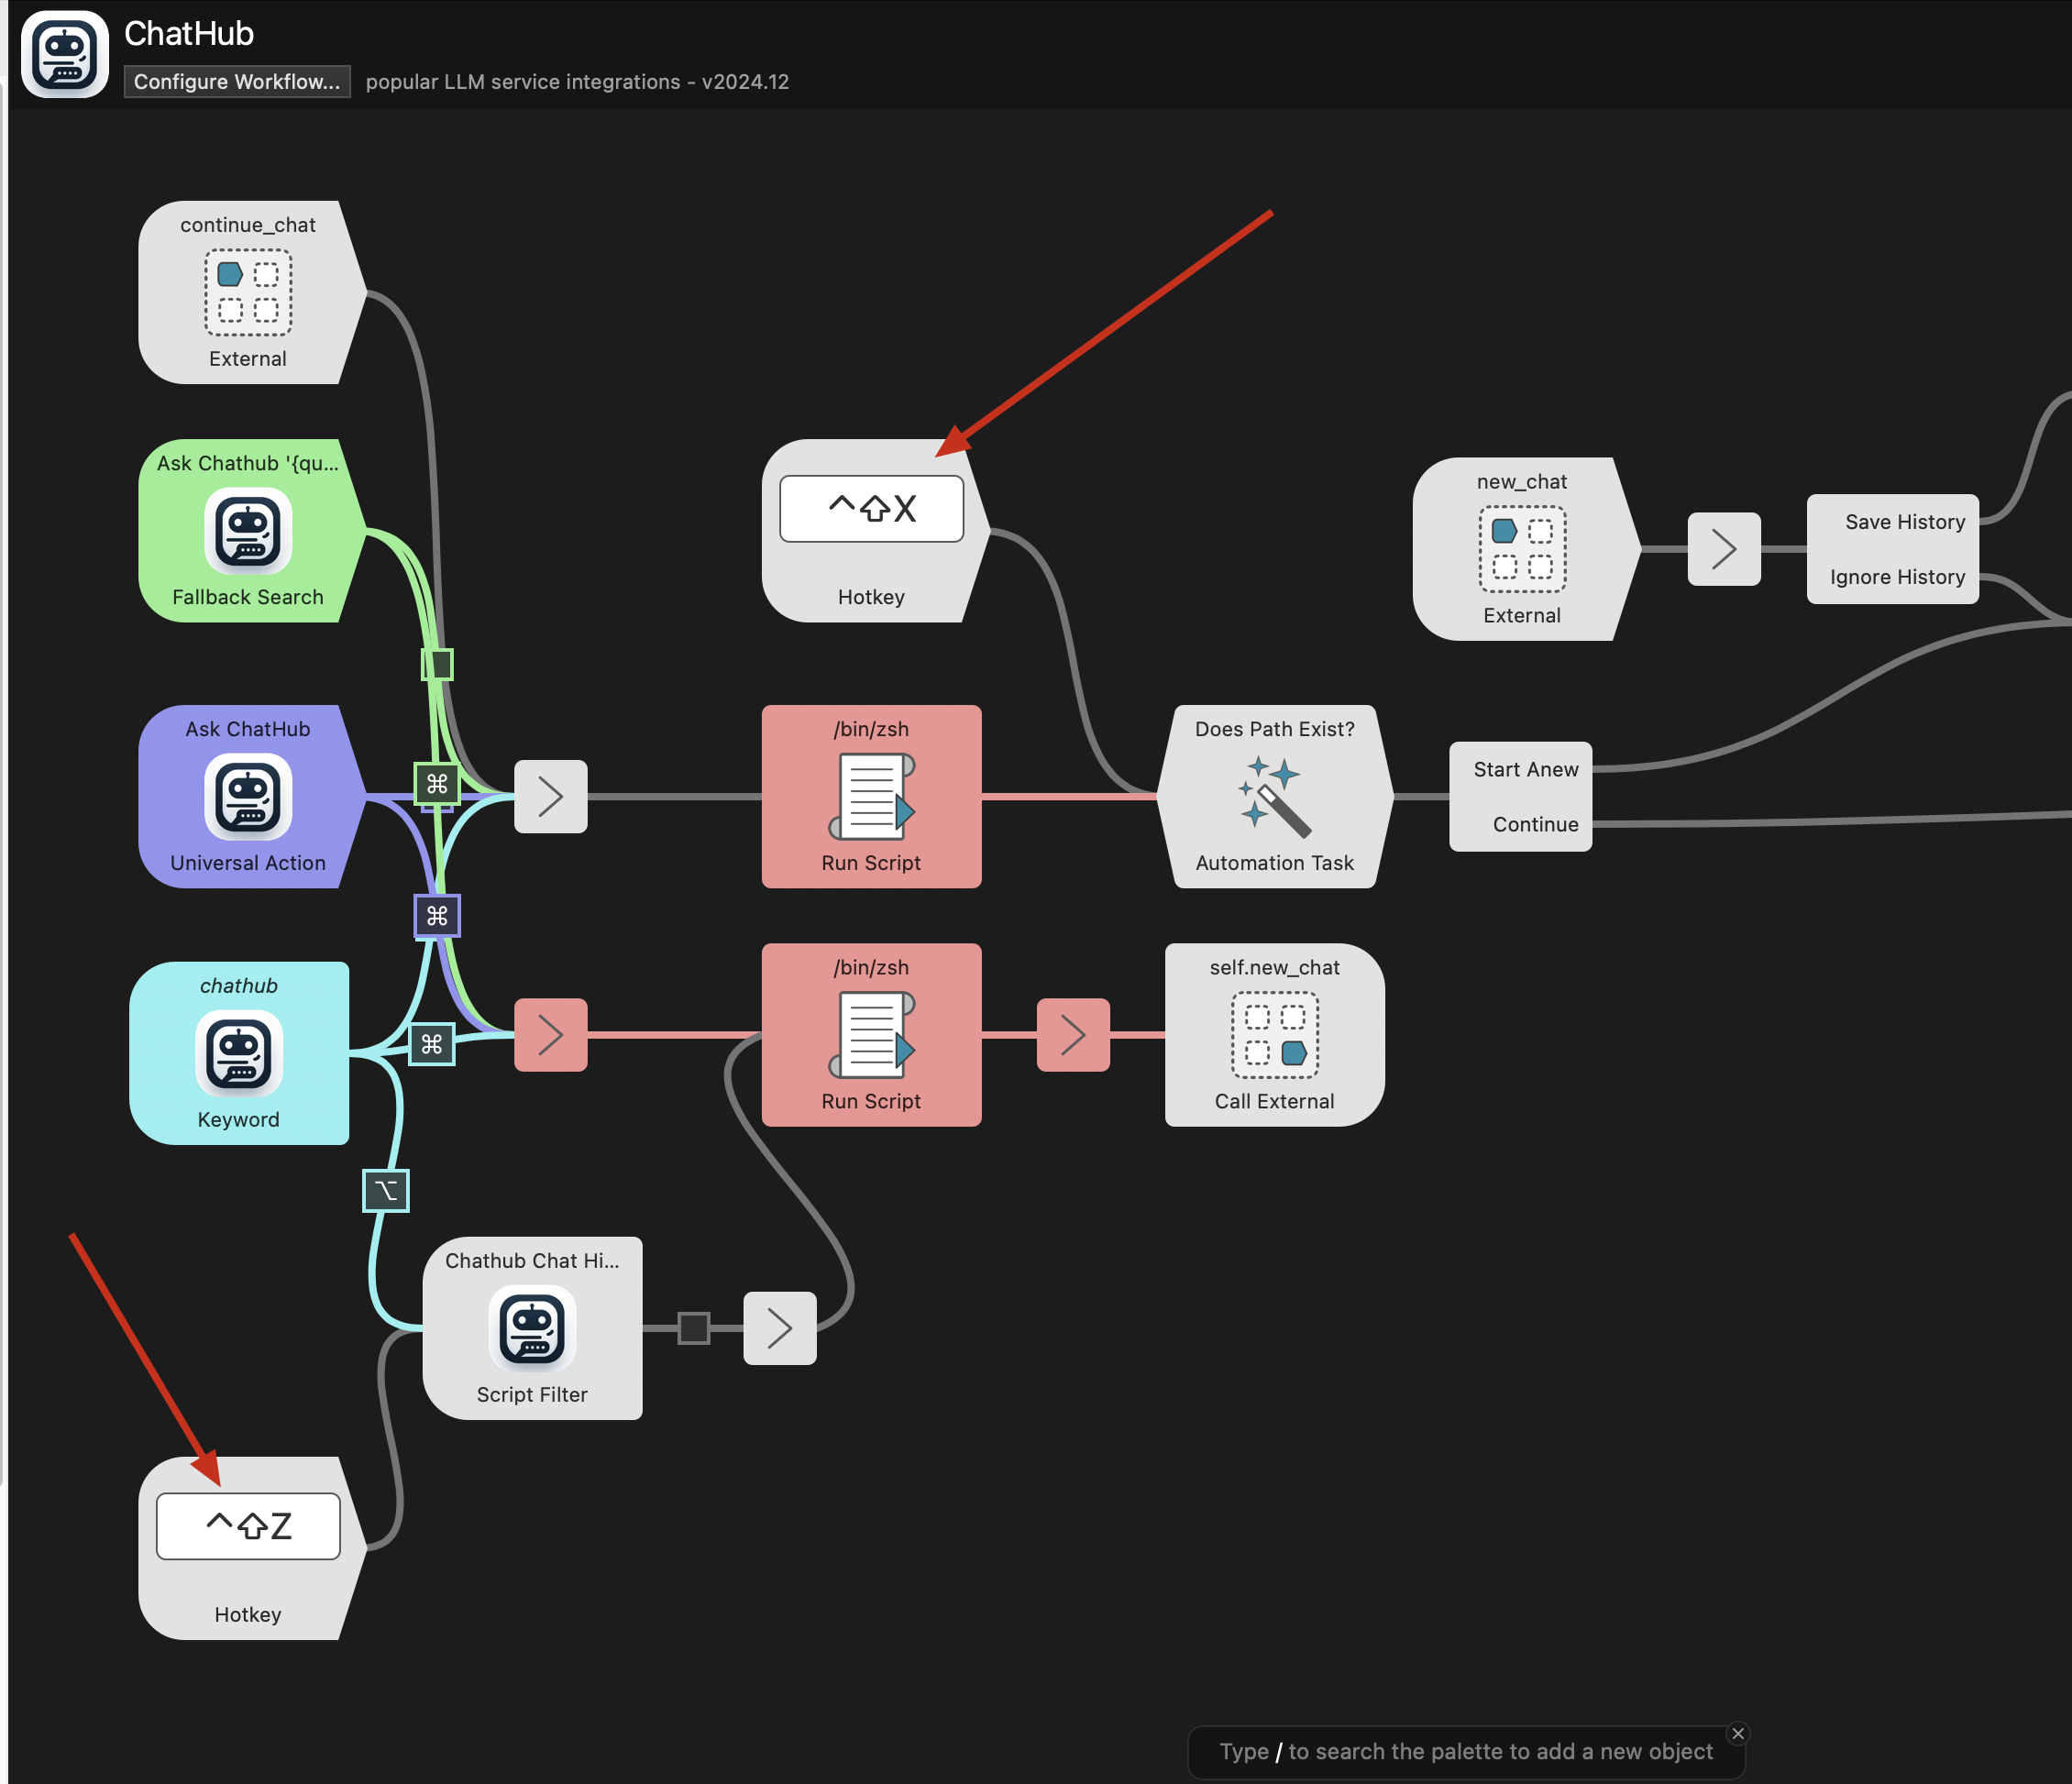 ChatHub
Configure Workflow...
popular LLM service integrations - v2024.12
continue_chat
External
Ask Chathub '{qu...
Fallback Search
^⇧X
Hotkey
new_chat
External
Save History
Ignore History
Ask ChatHub
Universal Action
⌘
/bin/zsh
Run Script
Does Path Exist?
Automation Task
Start Anew
Continue
⌘
chathub
Keyword
⌘
/bin/zsh
Run Script
self.new_chat
Call External
⌥
Chathub Chat Hi...
Script Filter
^⇧Z
Hotkey
Type / to search the palette to add a new object